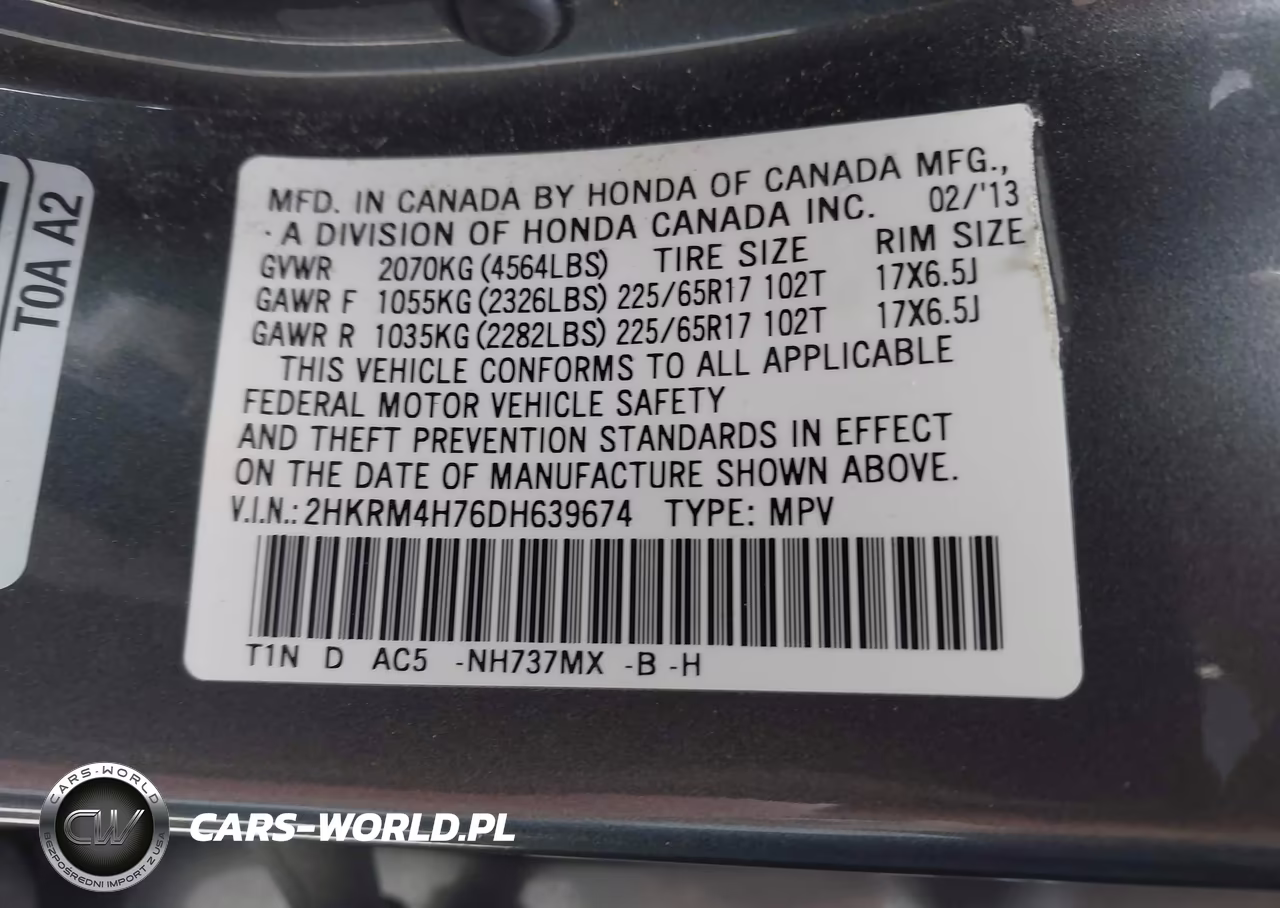 MFD. IN CANADA BY HONDA OF CANADA MFG.,
A DIVISION OF HONDA CANADA INC. 02/'13
GVWR 2070KG (4564LBS) TIRE SIZE RIM SIZE
GAWR F 1055KG (2326LBS) 225/65R17 102T 17X6.5J
GAWR R 1035KG (2282LBS) 225/65R17 102T 17X6.5J
THIS VEHICLE CONFORMS TO ALL APPLICABLE
FEDERAL MOTOR VEHICLE SAFETY
AND THEFT PREVENTION STANDARDS IN EFFECT
ON THE DATE OF MANUFACTURE SHOWN ABOVE.
V.I.N.: 2HKRM4H76DH639674 TYPE: MPV
T1N D AC5 -NH737MX -B -H
T0A A2
CARS-WORLD
CW
BEZPOŚREDNI IMPORT Z USA
CARS-WORLD.PL